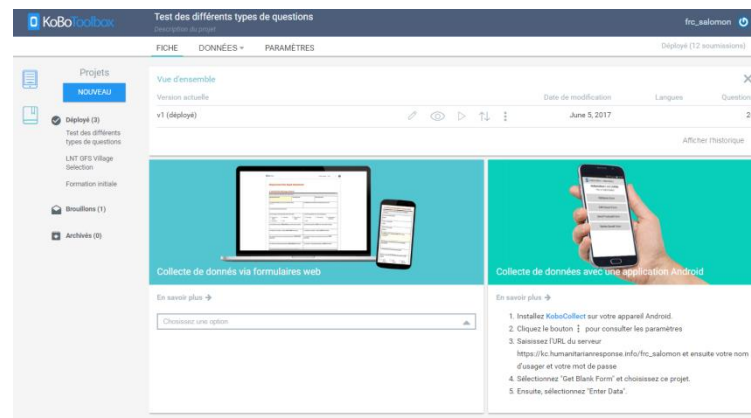 KoBoToolbox
Test des différents types de questions
Description du projet
frc_salomon
FICHE DONNÉES PARAMÈTRES
Déployé (12 soumissions)
Projets
NOUVEAU
Déployé (3)
Test des différents
types de questions
LNT GFS Village
Selection
Formation initiale
Brouillons (1)
Archivés (0)
Vue d'ensemble
Version actuelle Date de modification Langues Question
v1 (déployé) June 5, 2017 2
Afficher l'historique
Collecte de donnés via formulaires web
En savoir plus
Choisissez une option
Collecte de données avec une application Android
En savoir plus
1. Installez KoboCollect sur votre appareil Android.
2. Cliquez le bouton ⋮ pour consulter les paramètres
3. Saisissez l'URL du serveur
https://kc.humanitarianresponse.info/frc_salomon et ensuite votre nom
d'usager et votre mot de passe
4. Sélectionnez "Get Blank Form" et choisissez ce projet.
5. Ensuite, sélectionnez "Enter Data".